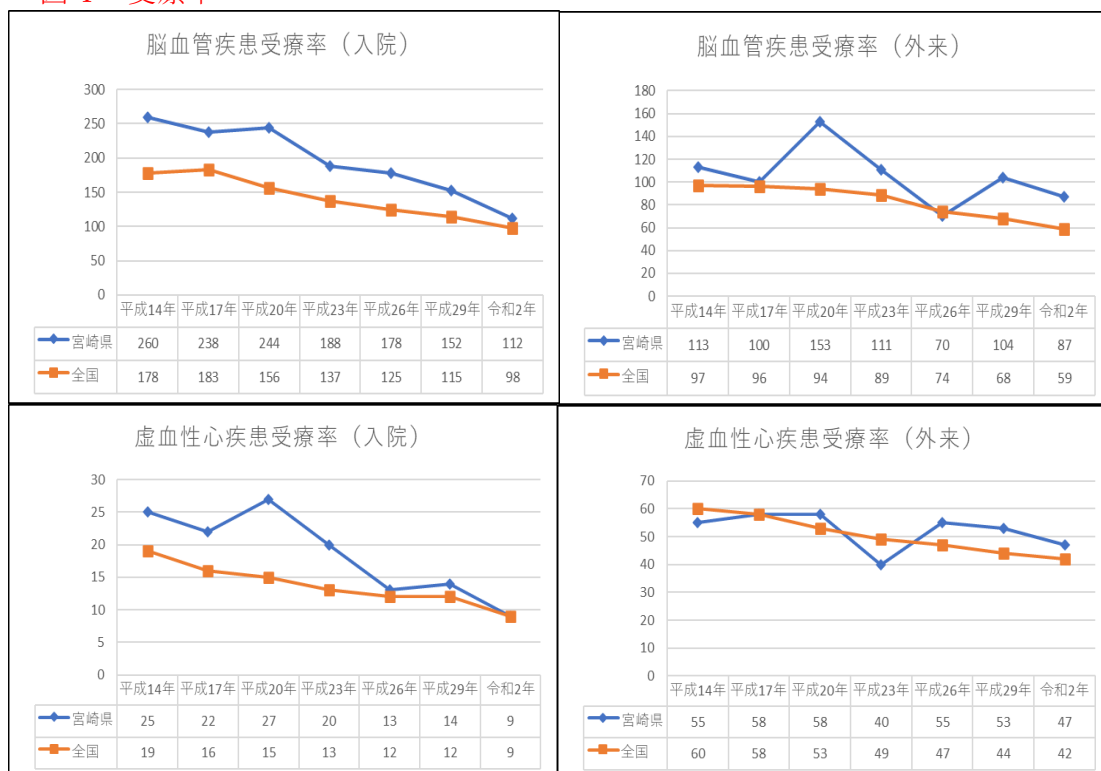 脳血管疾患受療率（入院）
300
250
200
150
100
50
0
平成14年 平成17年 平成20年 平成23年 平成26年 平成29年 令和2年
宮崎県 260 238 244 188 178 152 112
全国 178 183 156 137 125 115 98
脳血管疾患受療率（外来）
180
160
140
120
100
80
60
40
20
0
平成14年 平成17年 平成20年 平成23年 平成26年 平成29年 令和2年
宮崎県 113 100 153 111 70 104 87
全国 97 96 94 89 74 68 59
虚血性心疾患受療率（入院）
30
25
20
15
10
5
0
平成14年 平成17年 平成20年 平成23年 平成26年 平成29年 令和2年
宮崎県 25 22 27 20 13 14 9
全国 19 16 15 13 12 12 9
虚血性心疾患受療率（外来）
70
60
50
40
30
20
10
0
平成14年 平成17年 平成20年 平成23年 平成26年 平成29年 令和2年
宮崎県 55 58 58 40 55 53 47
全国 60 58 53 49 47 44 42